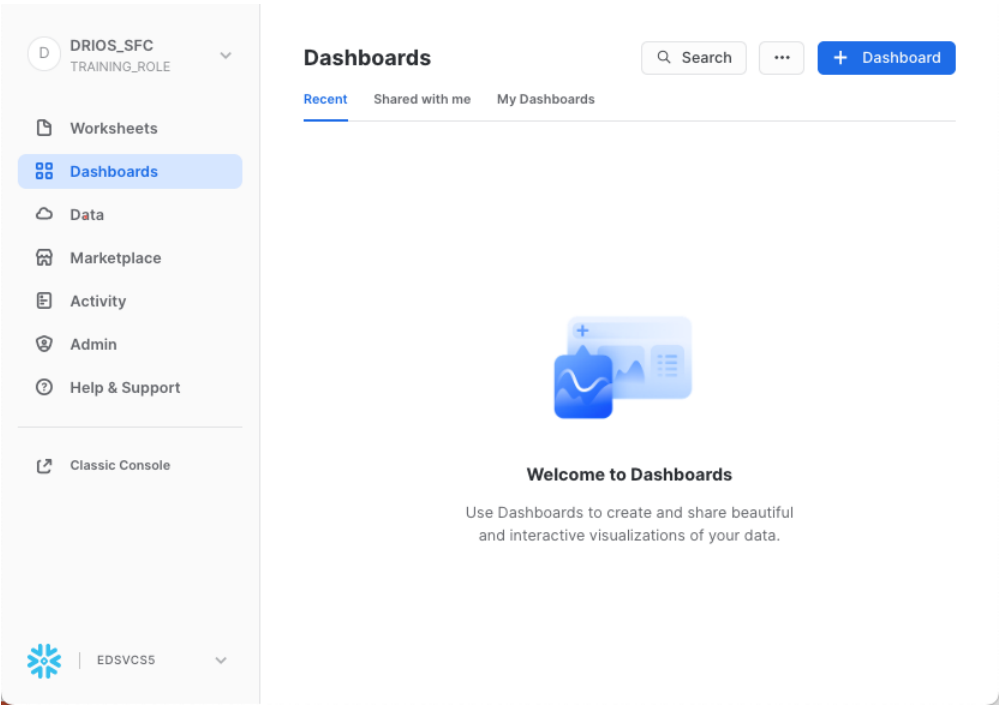 D
DRIOS_SFC
TRAINING_ROLE
Worksheets
Dashboards
Data
Marketplace
Activity
Admin
Help & Support
Classic Console
EDSVCS5
Dashboards
Search
+ Dashboard
Recent
Shared with me
My Dashboards
Welcome to Dashboards
Use Dashboards to create and share beautiful
and interactive visualizations of your data.